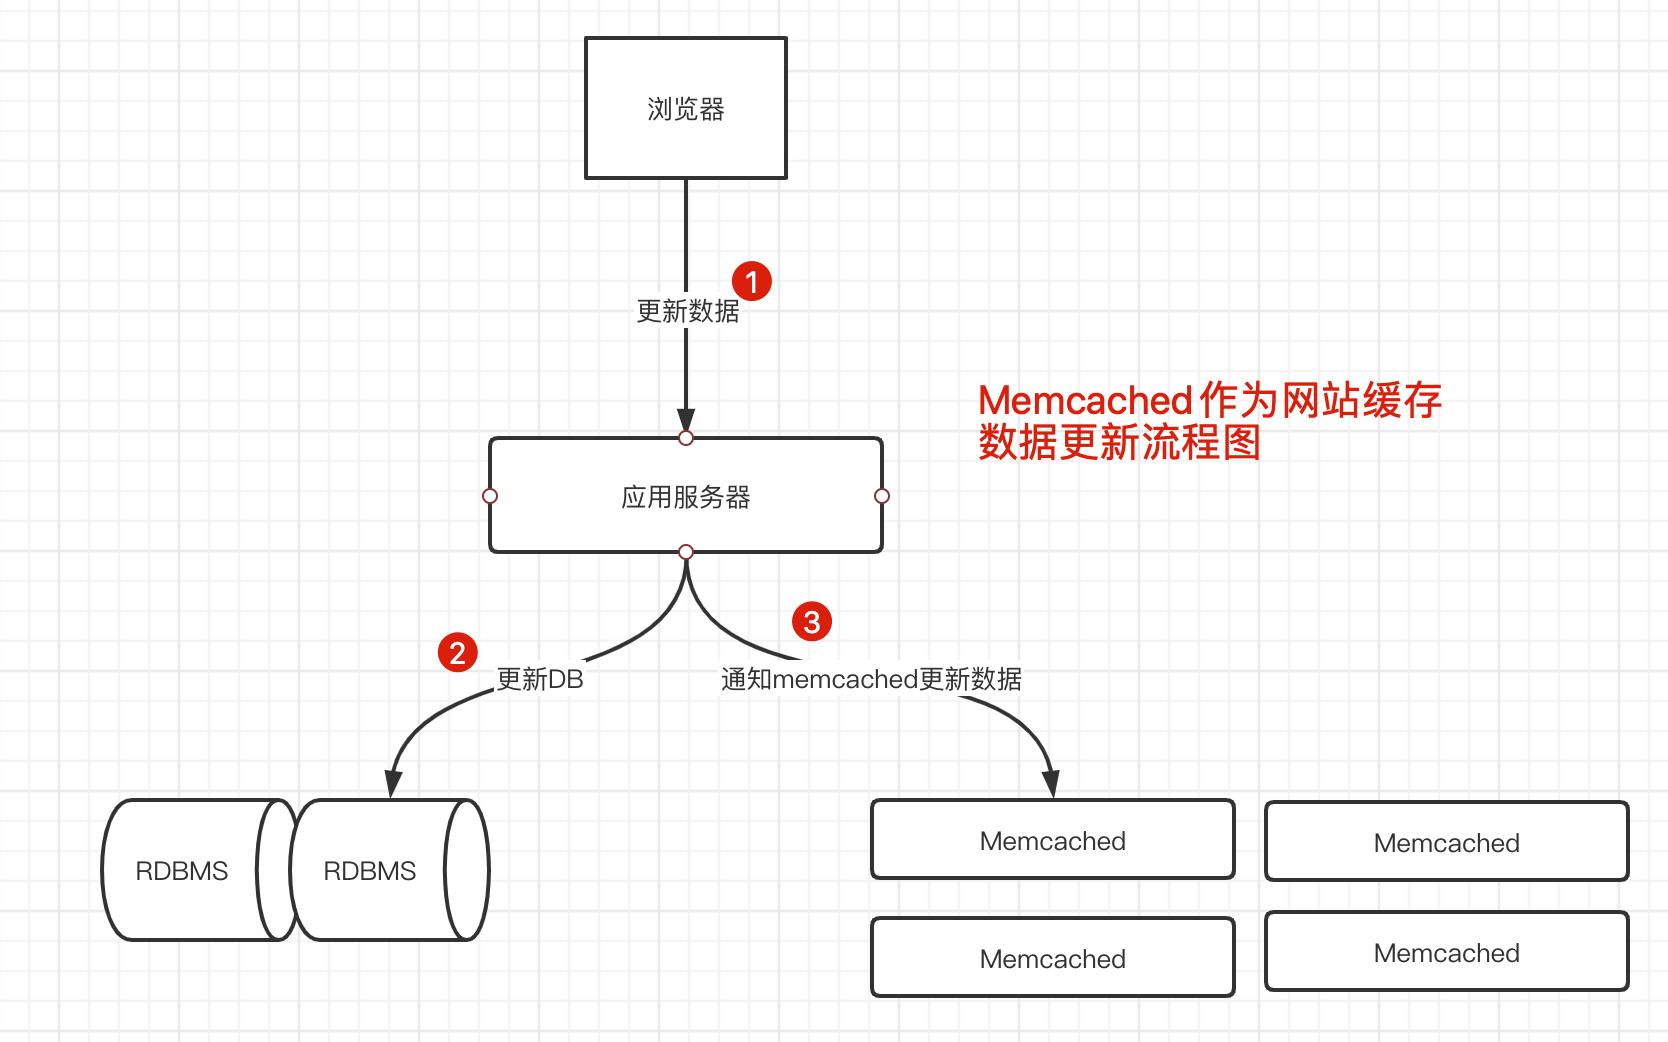 浏览器
1
更新数据
Memcached作为网站缓存
数据更新流程图
应用服务器
3
2
更新DB
通知memcached更新数据
RDBMS
RDBMS
Memcached
Memcached
Memcached
Memcached